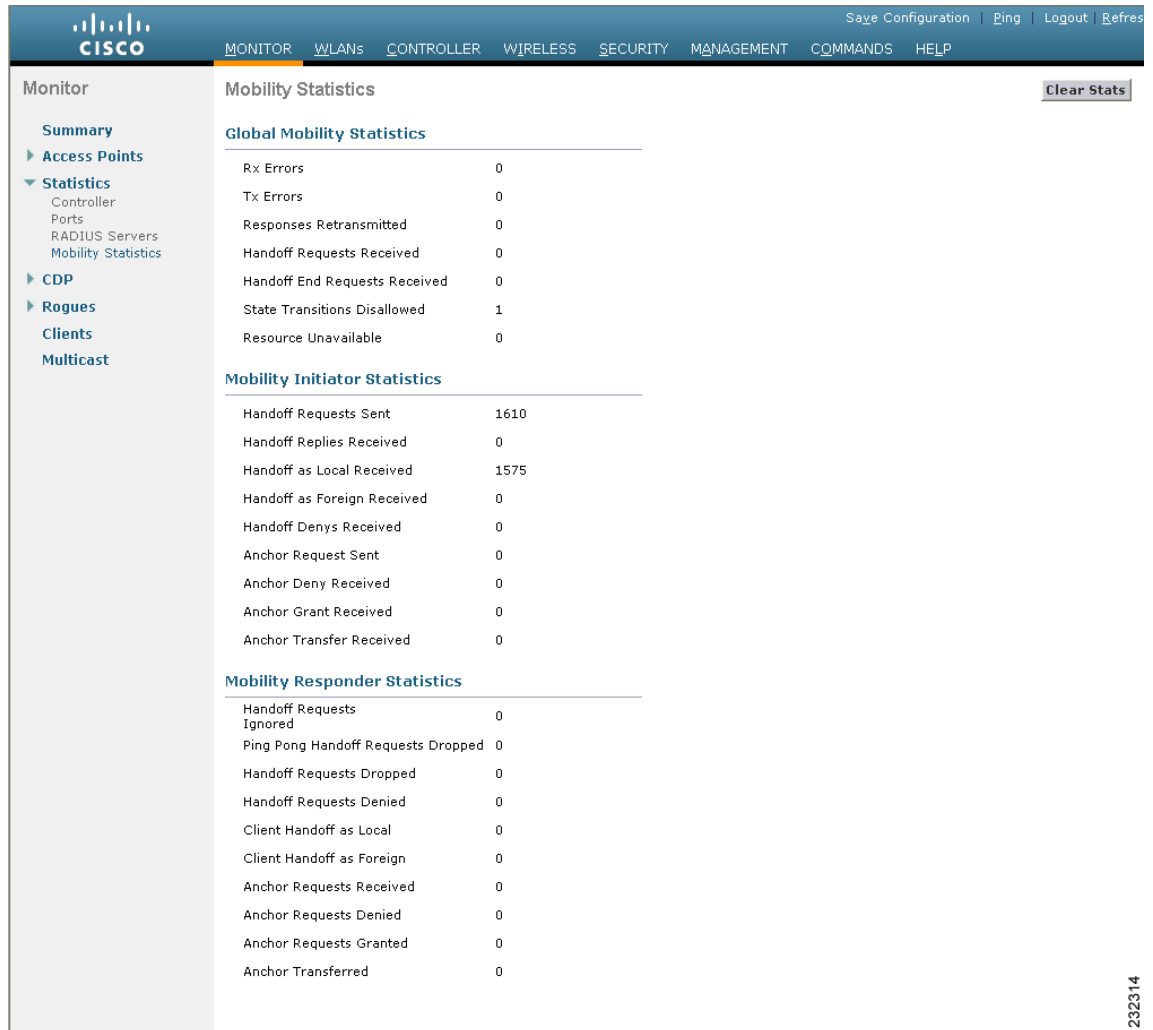 Save Configuration | Ping | Logout | Refres
CISCO
MONITOR WLANs CONTROLLER WIRELESS SECURITY MANAGEMENT COMMANDS HELP
Monitor
Summary
Access Points
Statistics
Controller
Ports
RADIUS Servers
Mobility Statistics
CDP
Rogues
Clients
Multicast
Mobility Statistics
Clear Stats
Global Mobility Statistics
Rx Errors 0
Tx Errors 0
Responses Retransmitted 0
Handoff Requests Received 0
Handoff End Requests Received 0
State Transitions Disallowed 1
Resource Unavailable 0
Mobility Initiator Statistics
Handoff Requests Sent 1610
Handoff Replies Received 0
Handoff as Local Received 1575
Handoff as Foreign Received 0
Handoff Denys Received 0
Anchor Request Sent 0
Anchor Deny Received 0
Anchor Grant Received 0
Anchor Transfer Received 0
Mobility Responder Statistics
Handoff Requests
Ignored 0
Ping Pong Handoff Requests Dropped 0
Handoff Requests Dropped 0
Handoff Requests Denied 0
Client Handoff as Local 0
Client Handoff as Foreign 0
Anchor Requests Received 0
Anchor Requests Denied 0
Anchor Requests Granted 0
Anchor Transferred 0
232314